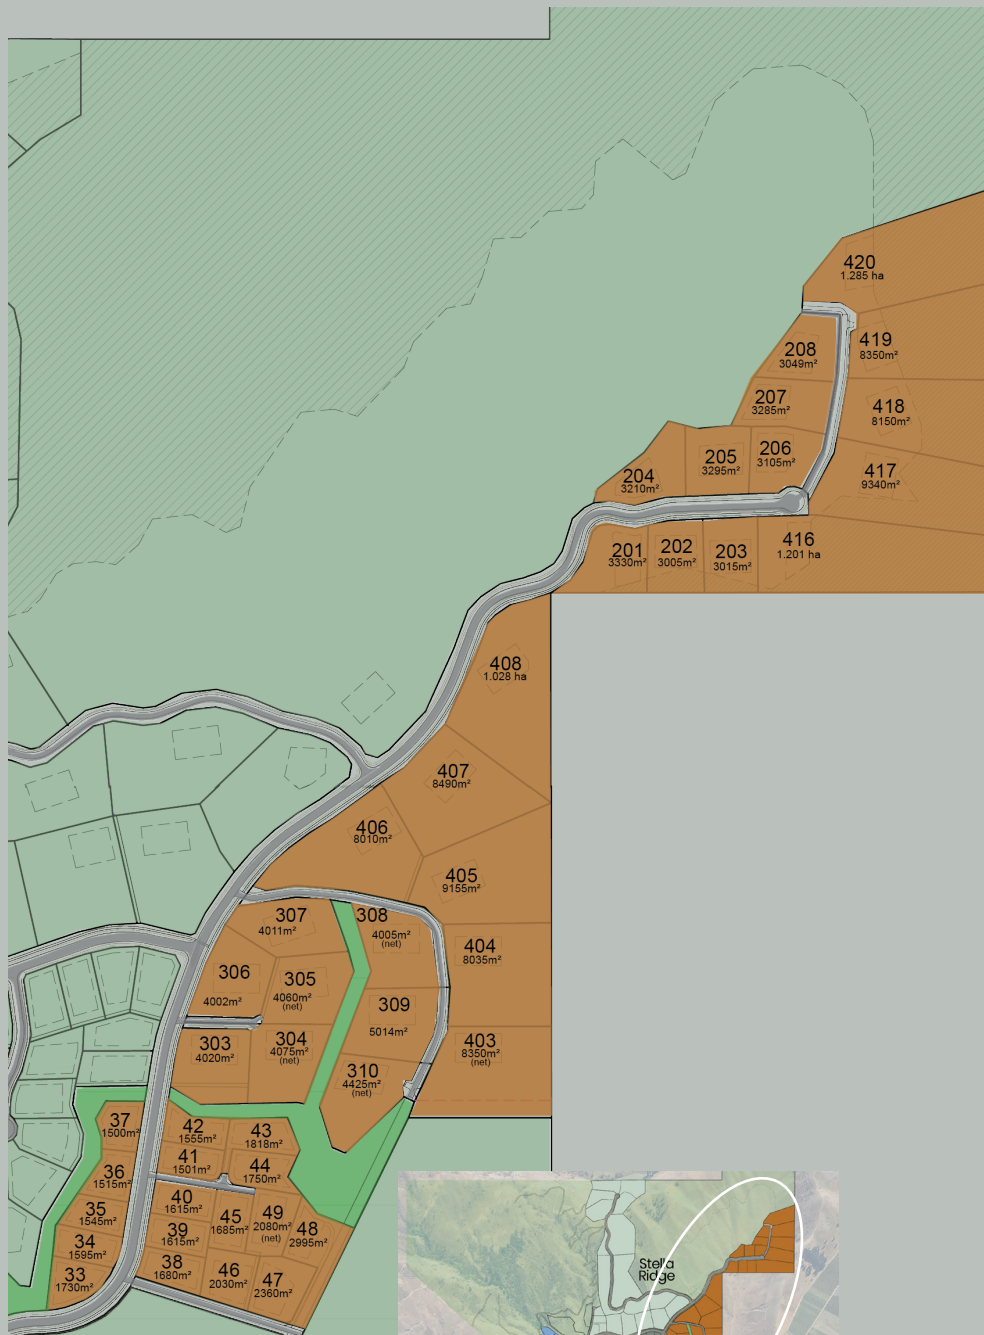 420
1.285 ha
419
8350m²
208
3049m²
207
3285m²
418
8150m²
206
3105m²
205
3295m²
204
3210m²
417
9340m²
416
1.201 ha
201
3330m²
202
3005m²
203
3015m²
408
1.028 ha
407
8490m²
406
8010m²
405
9155m²
307
4011m²
308
4005m²
(net)
404
8035m²
306
4002m²
305
4060m²
(net)
309
5014m²
303
4020m²
304
4075m²
(net)
403
8350m²
(net)
310
4425m²
(net)
37
1500m²
42
1555m²
43
1818m²
41
1501m²
44
1750m²
36
1515m²
40
1615m²
35
1545m²
45
1685m²
49
2080m²
(net)
48
2995m²
39
1615m²
34
1595m²
38
1680m²
33
1730m²
46
2030m²
47
2360m²
Stella
Ridge